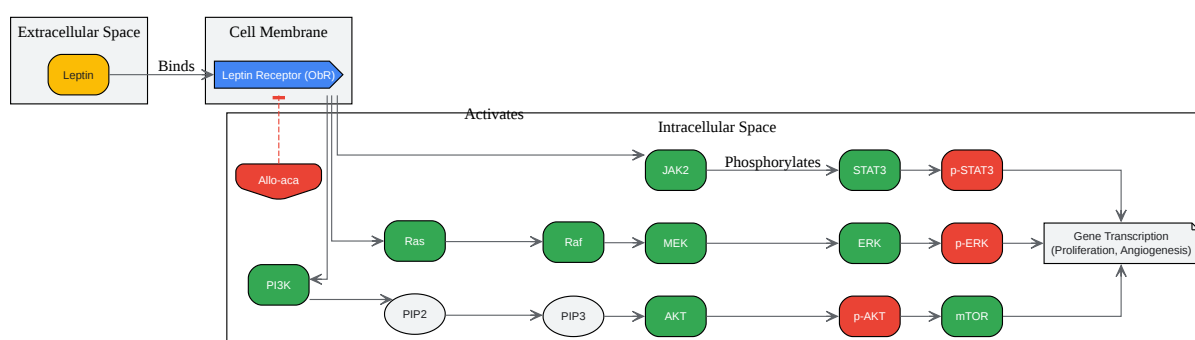 Extracellular Space
Cell Membrane
Leptin
Binds
Leptin Receptor (ObR)
Activates
Intracellular Space
Allo-aca
JAK2
Phosphorylates
STAT3
p-STAT3
Ras
Raf
MEK
ERK
p-ERK
Gene Transcription
(Proliferation, Angiogenesis)
PI3K
PIP2
PIP3
AKT
p-AKT
mTOR